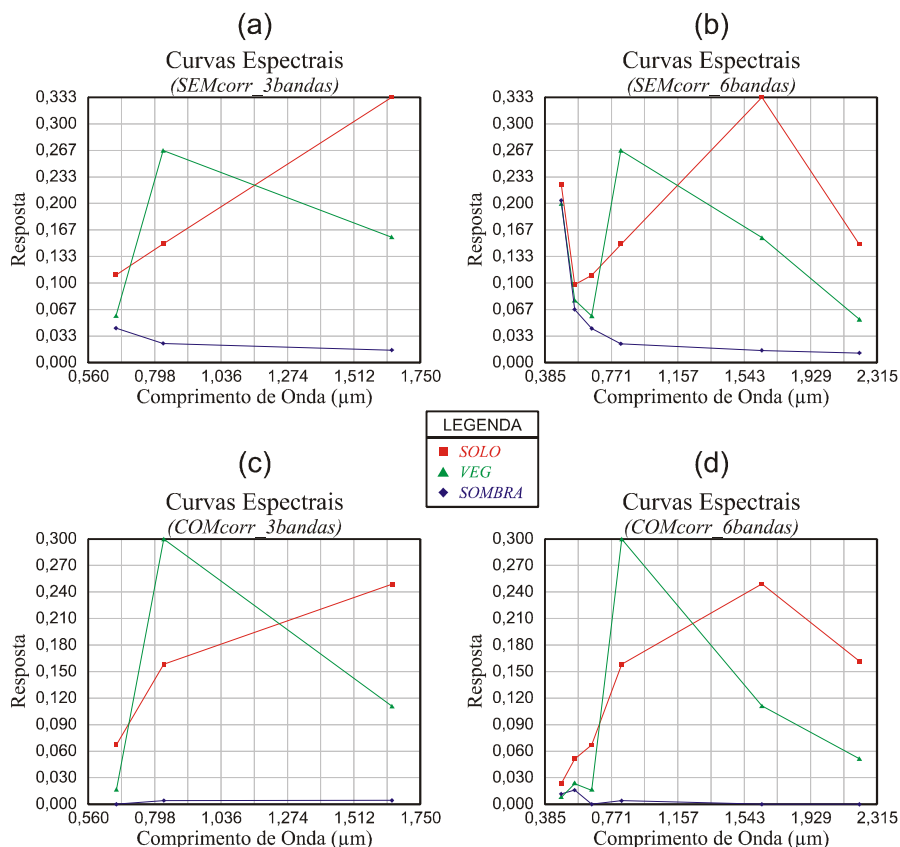 (a)
Curvas Espectrais
(SEMcorr_3bandas)
0,333
0,300
0,267
0,233
0,200
0,167
0,133
0,100
0,067
0,033
0,000
Resposta
0,560 0,798 1,036 1,274 1,512 1,750
Comprimento de Onda (µm)
(b)
Curvas Espectrais
(SEMcorr_6bandas)
0,333
0,300
0,267
0,233
0,200
0,167
0,133
0,100
0,067
0,033
0,000
Resposta
0,385 0,771 1,157 1,543 1,929 2,315
Comprimento de Onda (µm)
LEGENDA
SOLO
VEG
SOMBRA
(c)
Curvas Espectrais
(COMcorr_3bandas)
0,300
0,270
0,240
0,210
0,180
0,150
0,120
0,090
0,060
0,030
0,000
Resposta
0,560 0,798 1,036 1,274 1,512 1,750
Comprimento de Onda (µm)
(d)
Curvas Espectrais
(COMcorr_6bandas)
0,300
0,270
0,240
0,210
0,180
0,150
0,120
0,090
0,060
0,030
0,000
Resposta
0,385 0,771 1,157 1,543 1,929 2,315
Comprimento de Onda (µm)